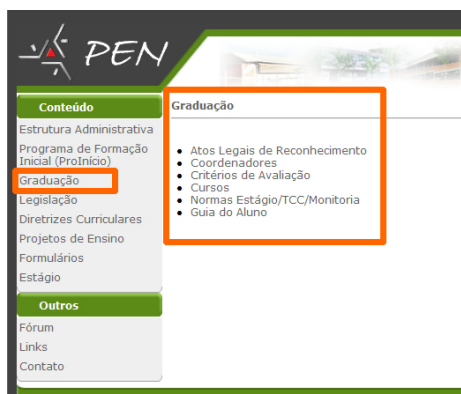 PEN
Conteúdo
Estrutura Administrativa
Programa de Formação
Inicial (ProInício)
Graduação
Legislação
Diretrizes Curriculares
Projetos de Ensino
Formulários
Estágio
Outros
Fórum
Links
Contato
Graduação
Atos Legais de Reconhecimento
Coordenadores
Critérios de Avaliação
Cursos
Normas Estágio/TCC/Monitoria
Guia do Aluno